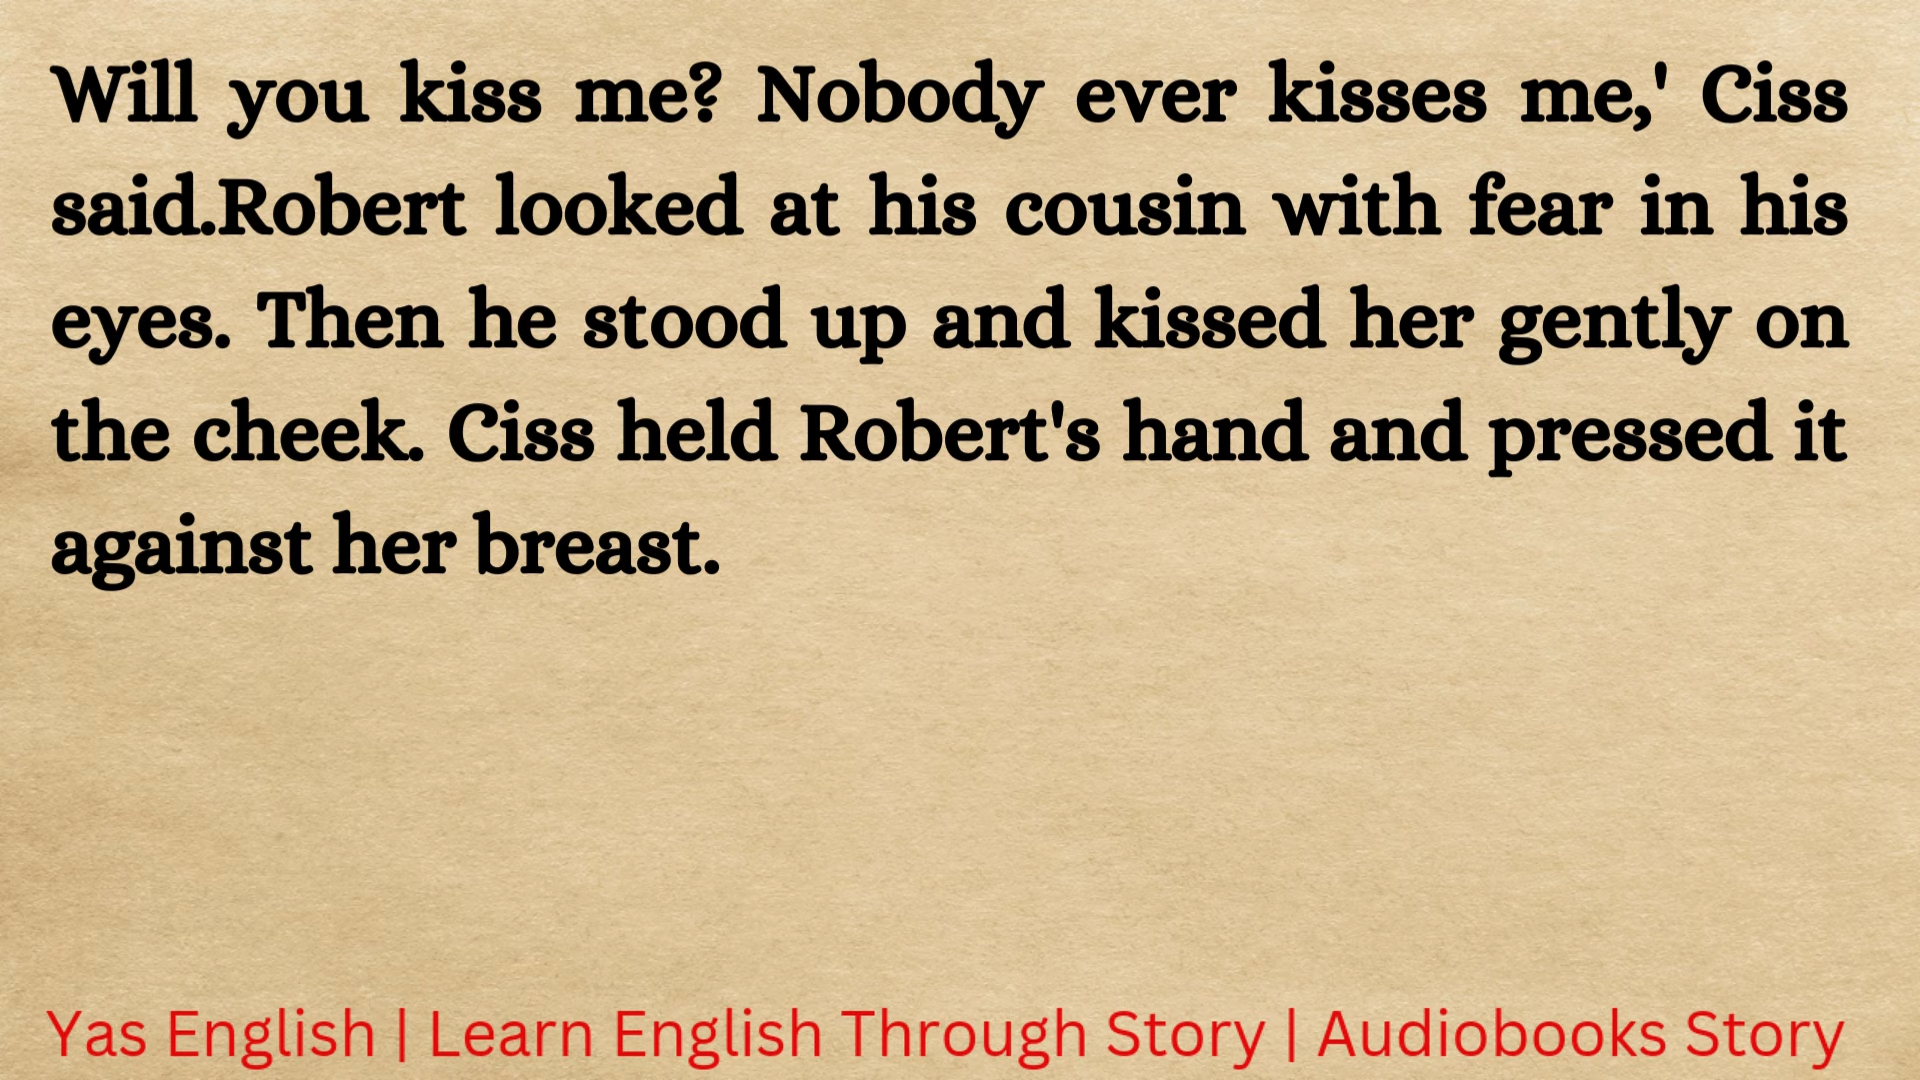 Will you kiss me? Nobody ever kisses me,' Ciss
said.Robert looked at his cousin with fear in his
eyes. Then he stood up and kissed her gently on
the cheek. Ciss held Robert's hand and pressed it
against her breast.
Yas English | Learn English Through Story | Audiobooks Story